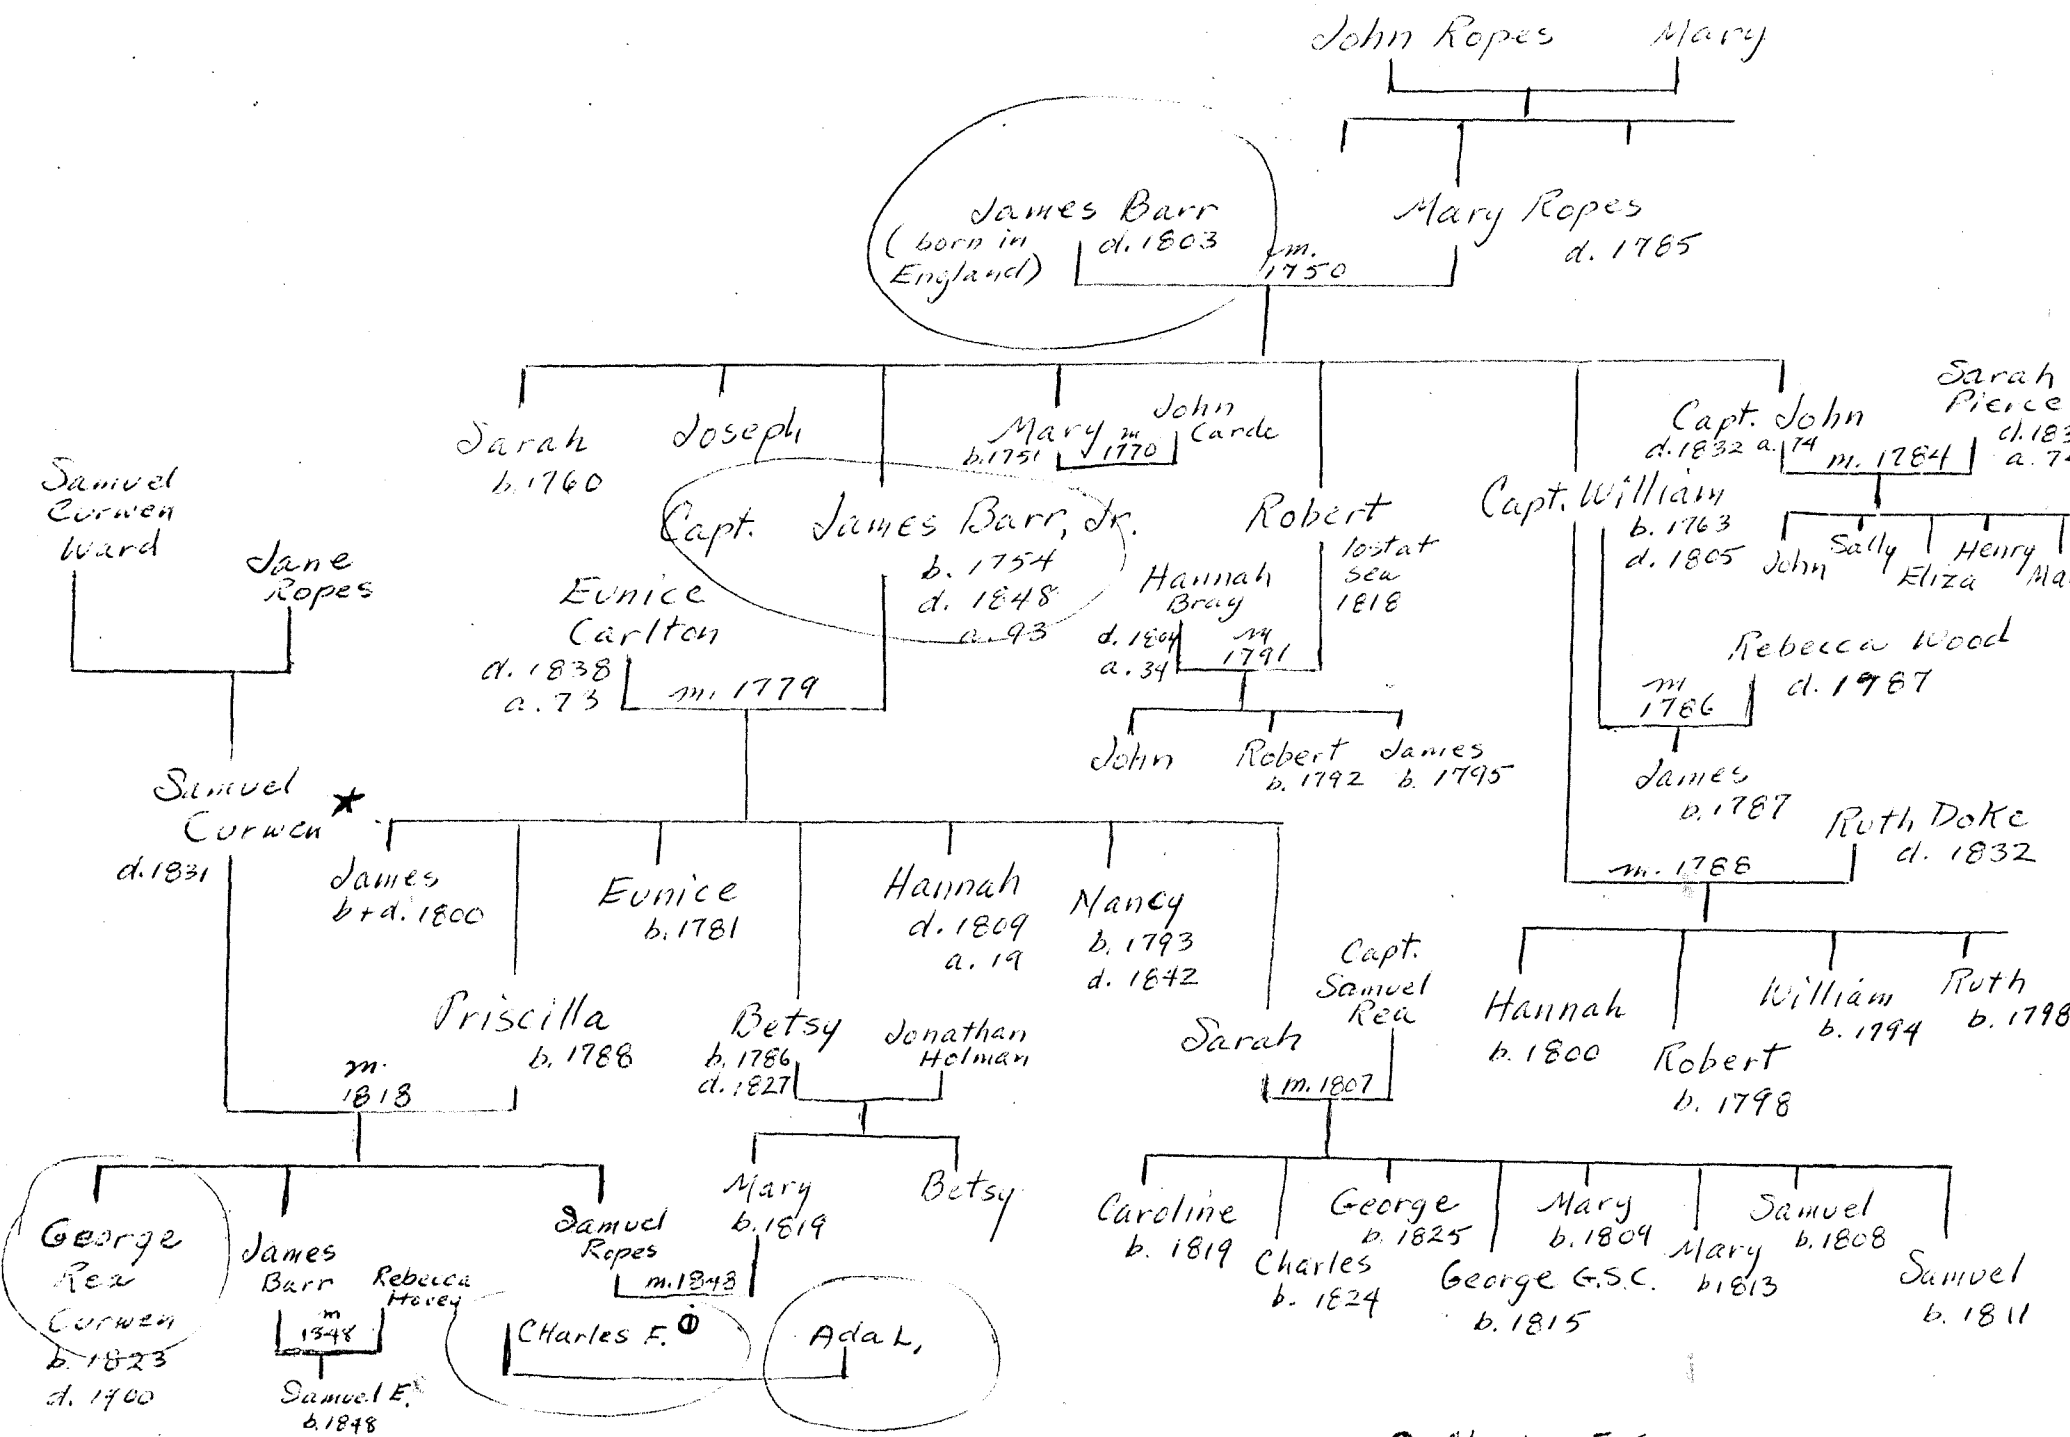 John Ropes
Mary
James Barr
(born in
England)
d. 1803
m.
1750
Mary Ropes
d. 1785
Sarah
b. 1760
Joseph
Mary
b. 1751
m
1770
John
Carde
Capt. John
d. 1832 a. 74
m. 1784
Sarah
Pierce
d. 183
a. 7
John
Sally
Eliza
Henry
Ma
Capt. James Barr, Jr.
b. 1754
d. 1848
a. 93
Robert
lost at
sea
1818
Capt. William
b. 1763
d. 1805
Samuel
Curwen
Ward
Jane
Ropes
Eunice
Carlton
d. 1838
a. 73
m. 1779
Hannah
Bray
d. 1804
a. 34
m
1791
Rebecca Wood
d. 1987
m
1786
John
Robert
b. 1792
James
b. 1795
James
b. 1787
Ruth Doke
d. 1832
m. 1788
Samuel
Curwen ★
d. 1831
James
b+d. 1800
Eunice
b. 1781
Hannah
d. 1809
a. 19
Nancy
b. 1793
d. 1842
Priscilla
b. 1788
m.
1818
Betsy
b. 1786
d. 1827
Jonathan
Holman
Sarah
Capt.
Samuel
Rea
m. 1807
Hannah
b. 1800
Robert
b. 1798
William
b. 1794
Ruth
b. 1798
George
Rea
Curwen
b. 1823
d. 1900
James
Barr
Rebecca
Hovey
m
1848
Samuel E.
b. 1848
Samuel
Ropes
m. 1848
Mary
b. 1819
Betsy
CHarles F.
Ada L.
Caroline
b. 1819
Charles
b. 1824
George
b. 1825
George G.S.C.
b. 1815
Mary
b. 1809
Mary
b 1813
Samuel
b. 1808
Samuel
b. 1811